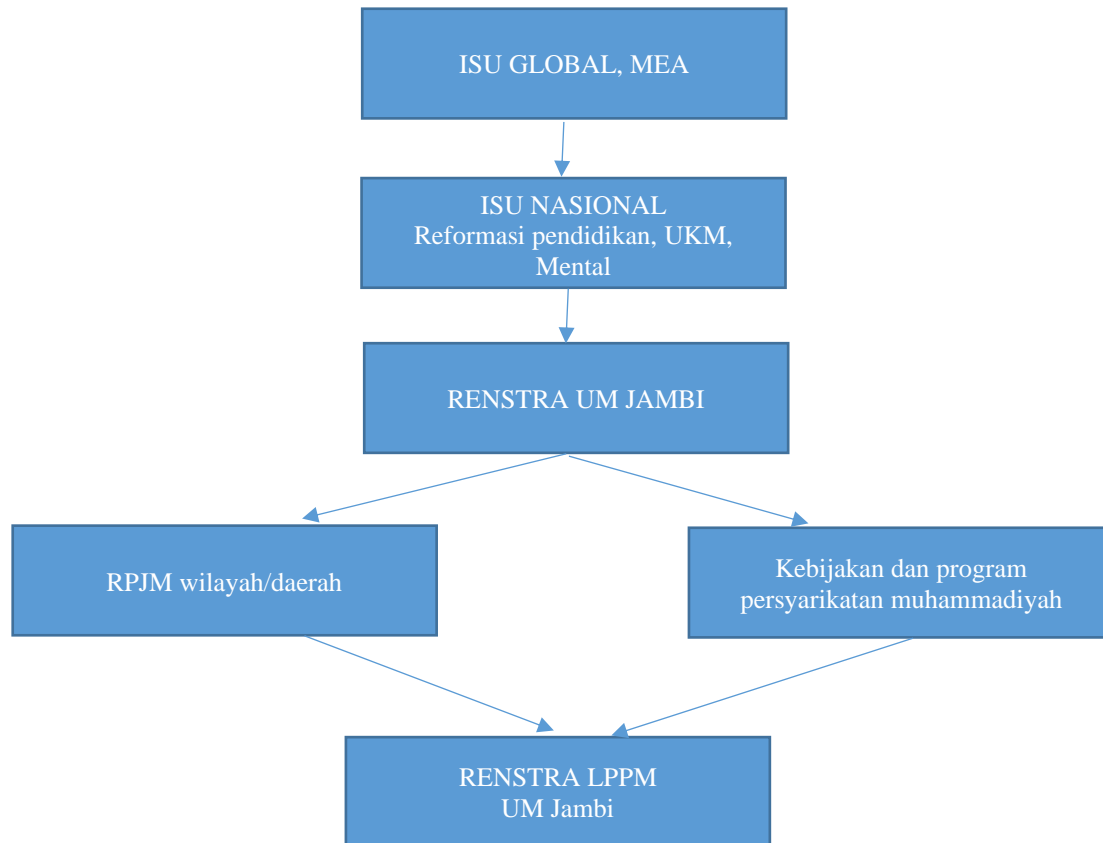 ISU GLOBAL, MEA
ISU NASIONAL
Reformasi pendidikan, UKM,
Mental
RENSTRA UM JAMBI
RPJM wilayah/daerah
Kebijakan dan program
persyarikatan muhammadiyah
RENSTRA LPPM
UM Jambi